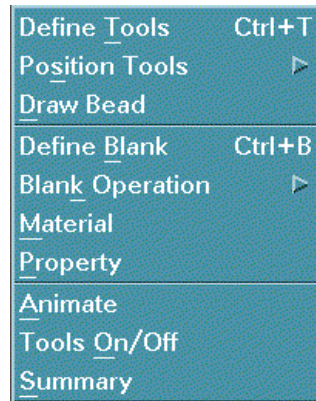 Define Tools Ctrl+T
Position Tools
Draw Bead
Define Blank Ctrl+B
Blank Operation
Material
Property
Animate
Tools On/Off
Summary